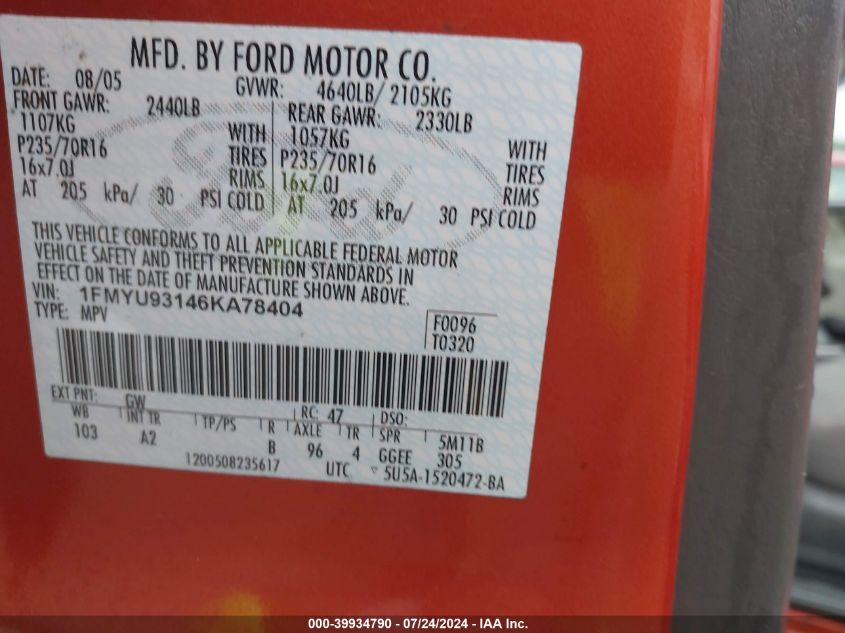 MFD. BY FORD MOTOR CO.
DATE: 08/05 GVWR: 4640LB/ 2105KG
FRONT GAWR: 2440LB REAR GAWR: 2330LB
1107KG WITH 1057KG WITH
P235/70R16 TIRES P235/70R16 TIRES
16x7.0J RIMS 16x7.0J RIMS
AT 205 kPa/ 30 PSI COLD AT 205 kPa/ 30 PSI COLD
THIS VEHICLE CONFORMS TO ALL APPLICABLE FEDERAL MOTOR
VEHICLE SAFETY AND THEFT PREVENTION STANDARDS IN
EFFECT ON THE DATE OF MANUFACTURE SHOWN ABOVE.
VIN: 1FMYU93146KA78404
TYPE: MPV
F0096
T0320
EXT PNT: GW RC: 47 DSO:
WB INT TR TP/PS R AXLE TR SPR 5M11B
103 A2 B 96 4 GGEE 305
1200508235617 UTC 5U5A-1520472-BA
000-39934790 - 07/24/2024 - IAA Inc.